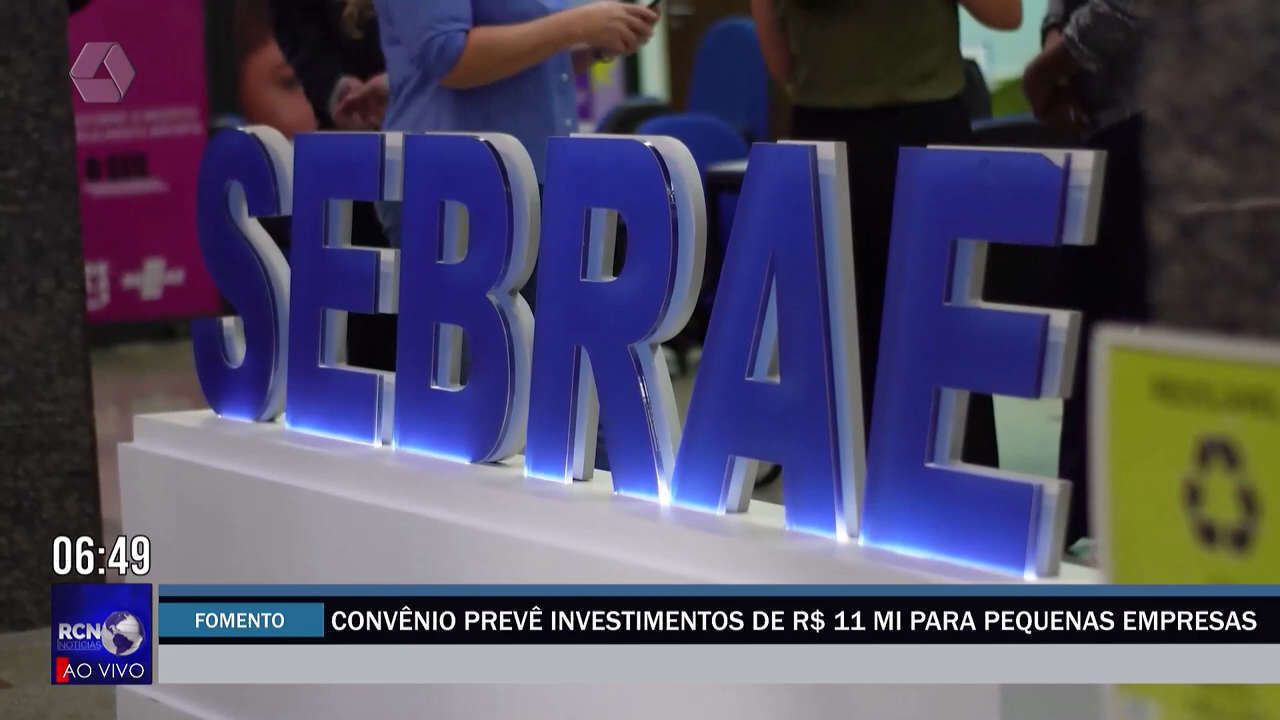 SEBRAE
06:49
FOMENTO
CONVÊNIO PREVÊ INVESTIMENTOS DE R$ 11 MI PARA PEQUENAS EMPRESAS
RCN
NOTÍCIAS
AO VIVO